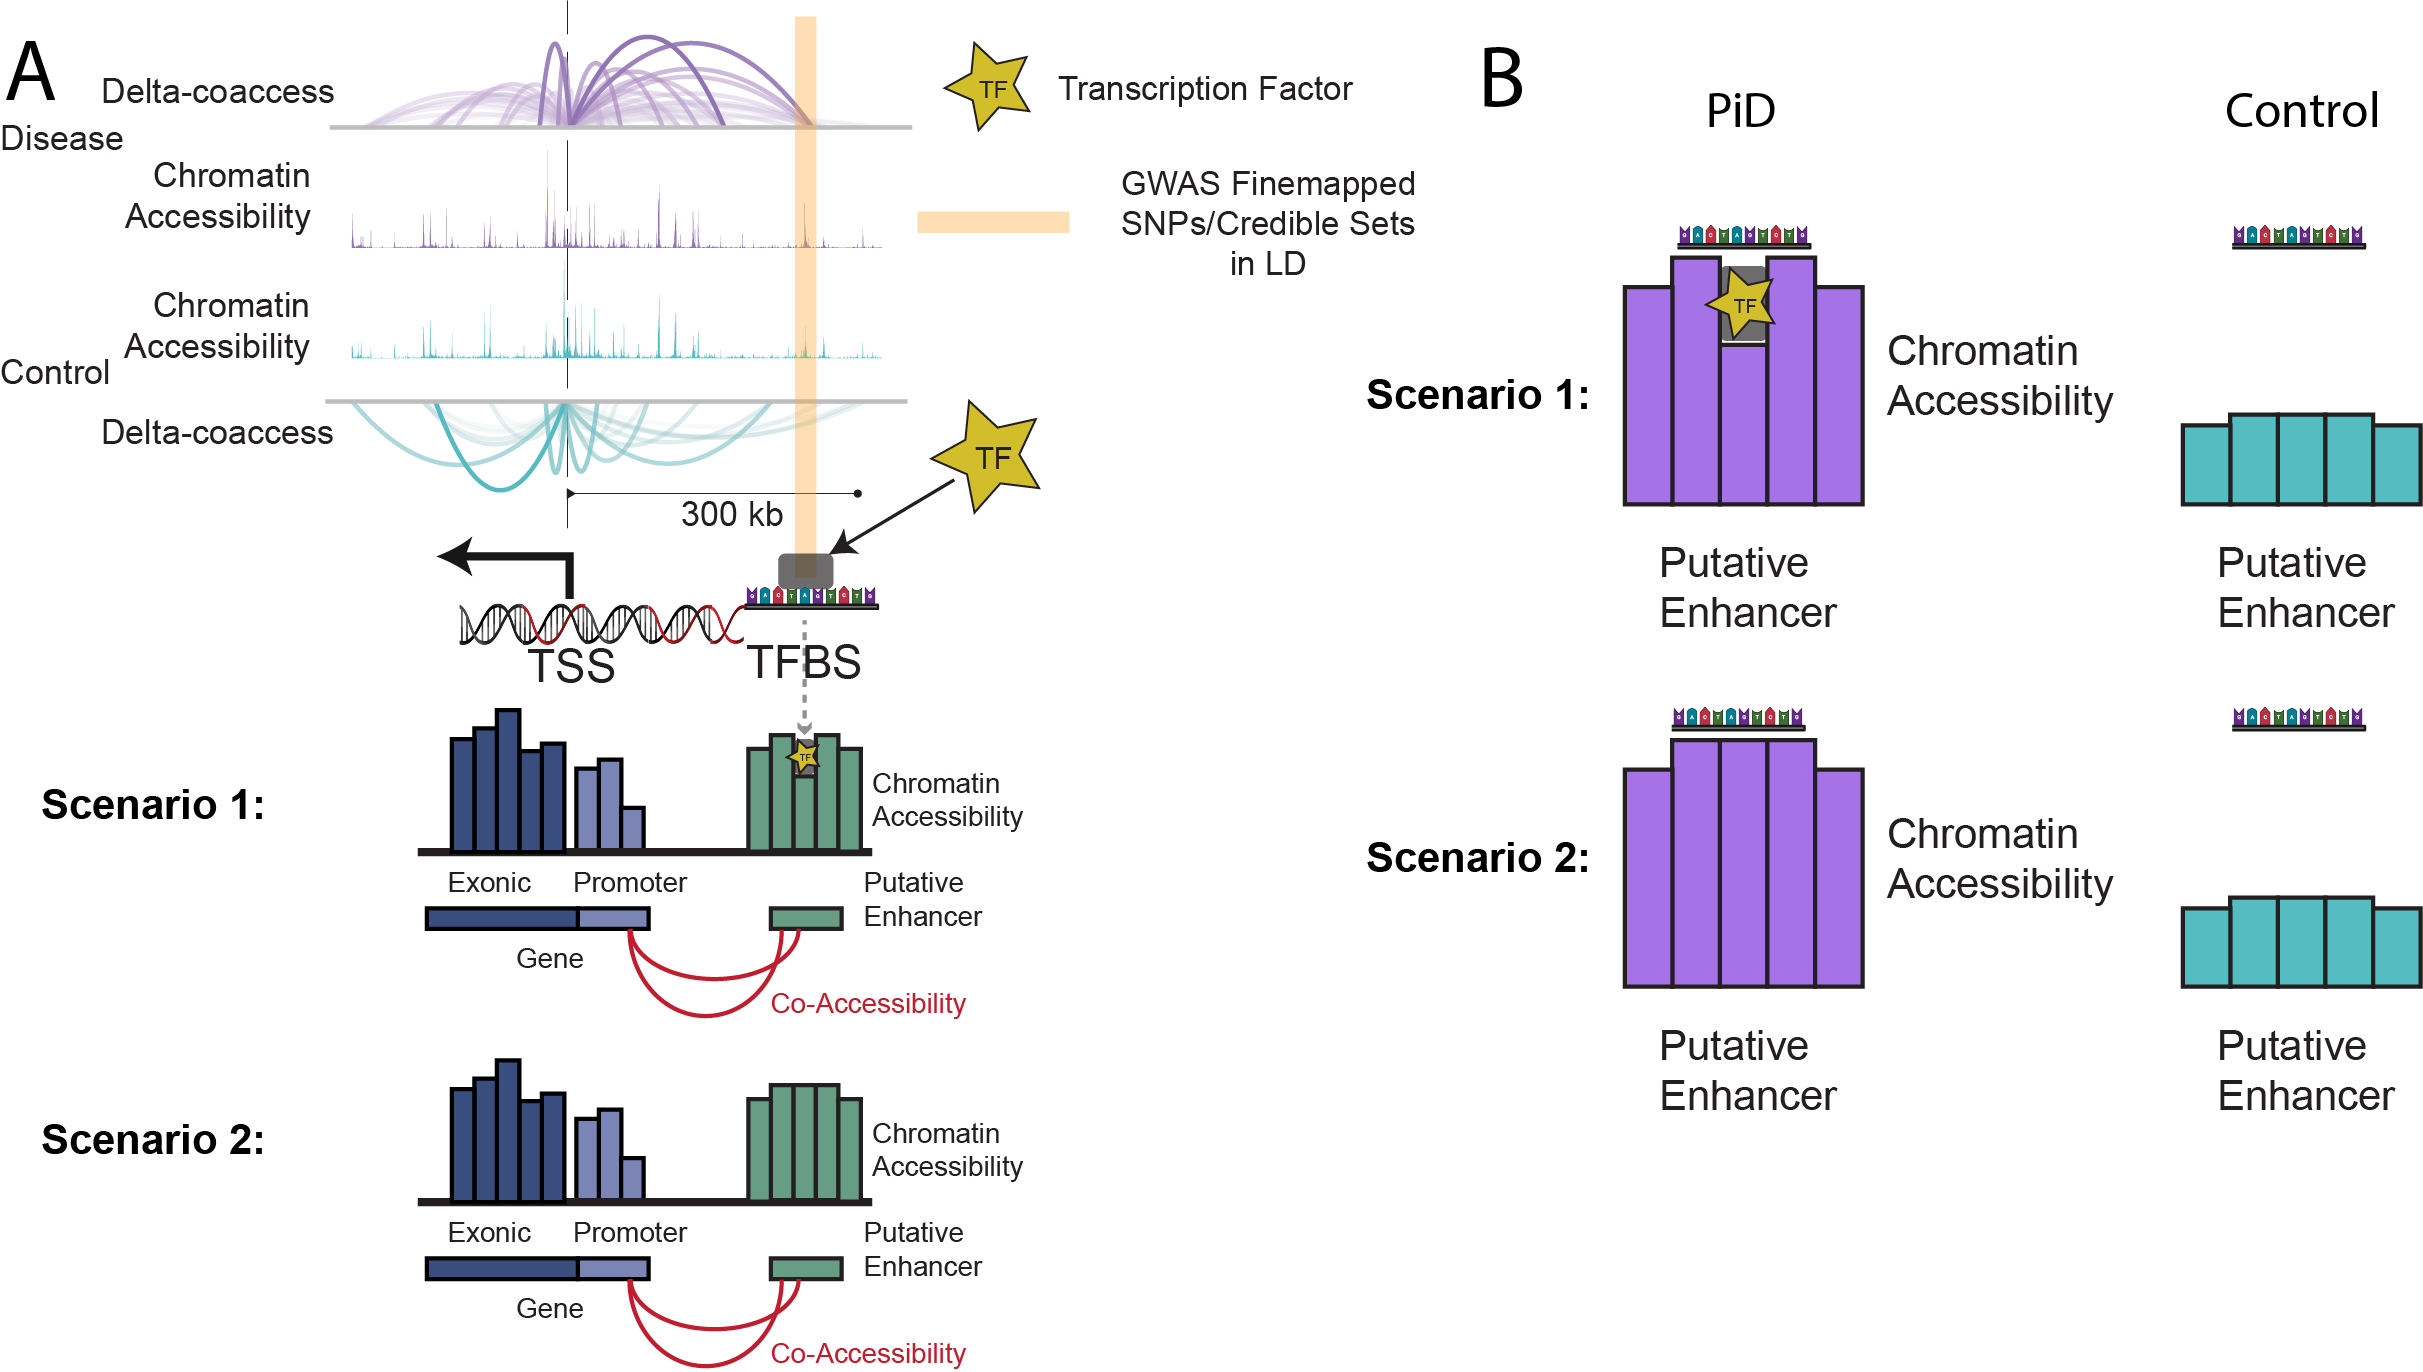 A
Delta-coaccess
Disease
Chromatin
Accessibility
Chromatin
Accessibility
Control
Delta-coaccess
300 kb
TF
Transcription Factor
GWAS Finemapped
SNPs/Credible Sets
in LD
TF
G A C T A G T C T G
TSS
TFBS
Scenario 1:
TF
Chromatin
Accessibility
Exonic
Promoter
Putative
Enhancer
Gene
Co-Accessibility
Scenario 2:
Chromatin
Accessibility
Exonic
Promoter
Putative
Enhancer
Gene
Co-Accessibility
B
PiD
Control
G A C T A G T C T G
G A C T A G T C T G
TF
Scenario 1:
Chromatin
Accessibility
Putative
Enhancer
Putative
Enhancer
G A C T A G T C T G
G A C T A G T C T G
Scenario 2:
Chromatin
Accessibility
Putative
Enhancer
Putative
Enhancer